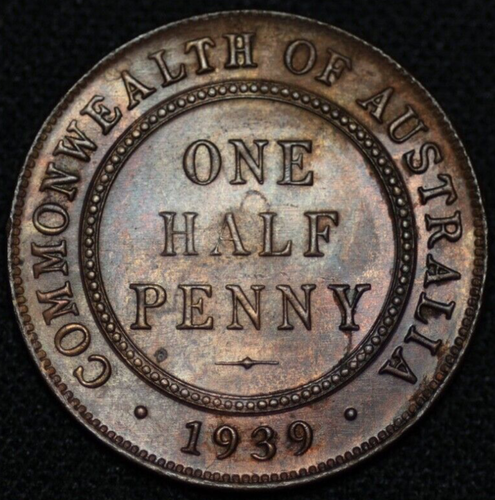 COMMONWEALTH OF AUSTRALIA
ONE
HALF
PENNY
1939